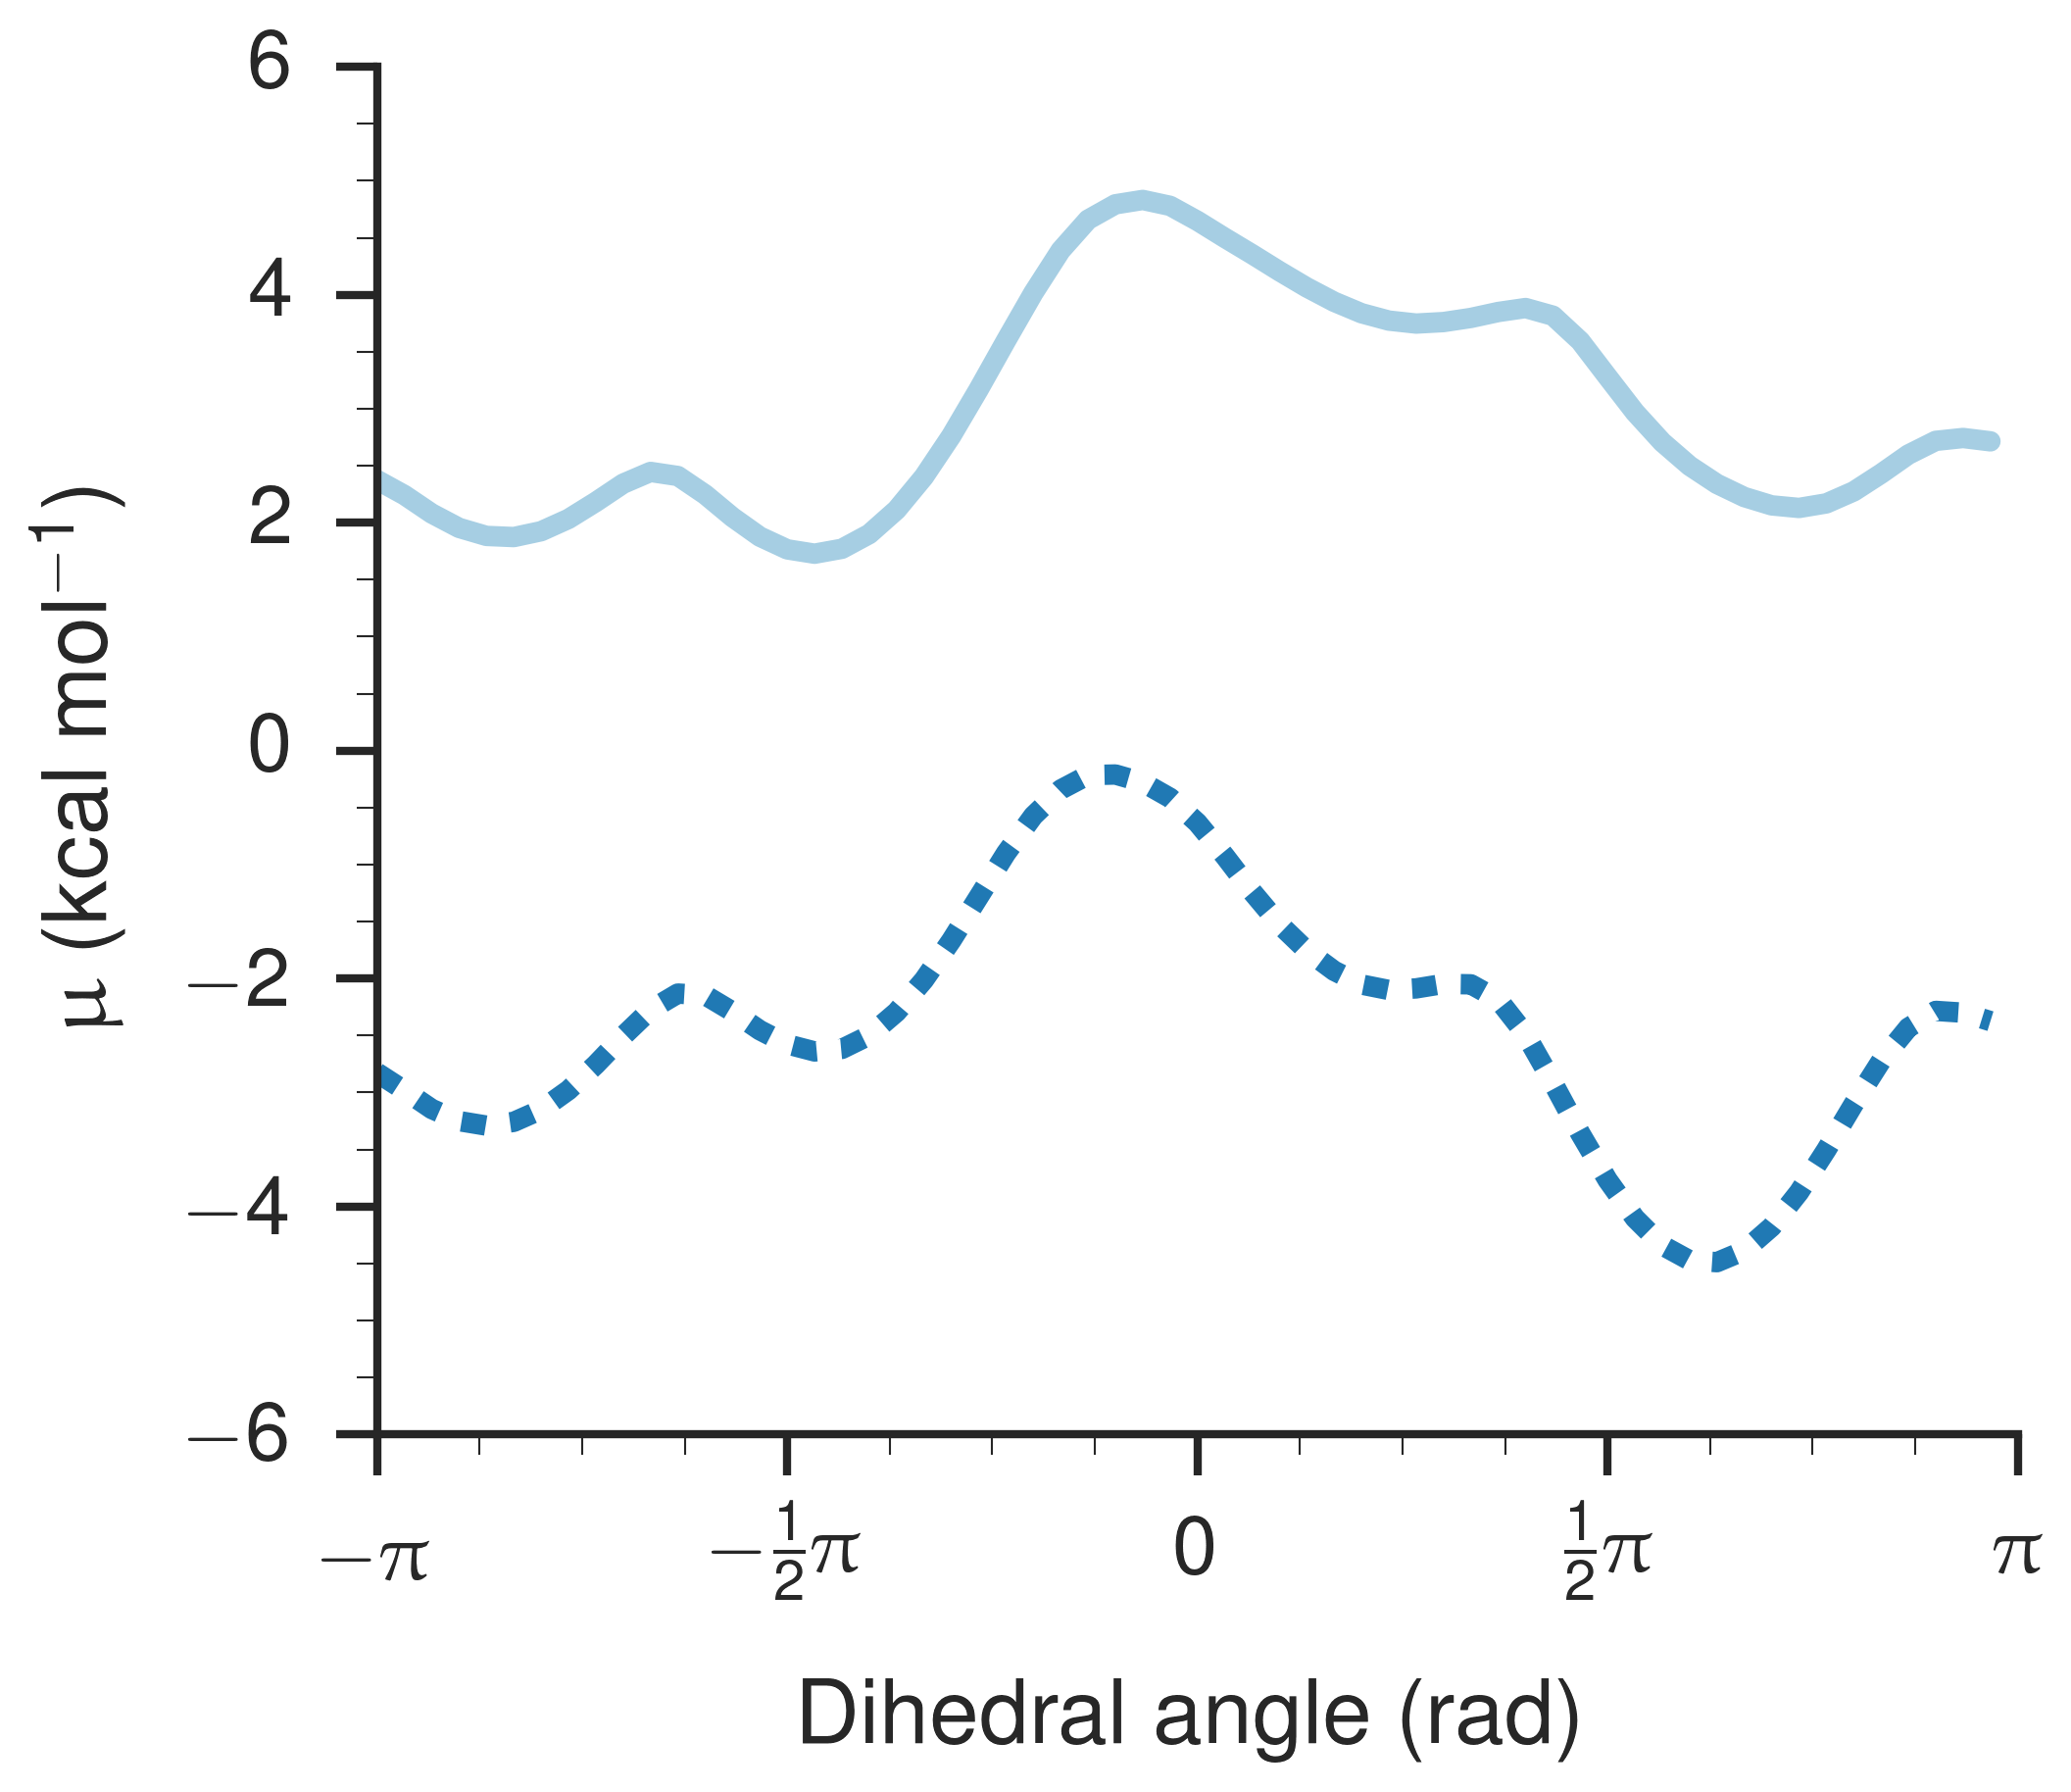 μ (kcal mol⁻¹)
6
4
2
0
−2
−4
−6
−π
−½π
0
½π
π
Dihedral angle (rad)